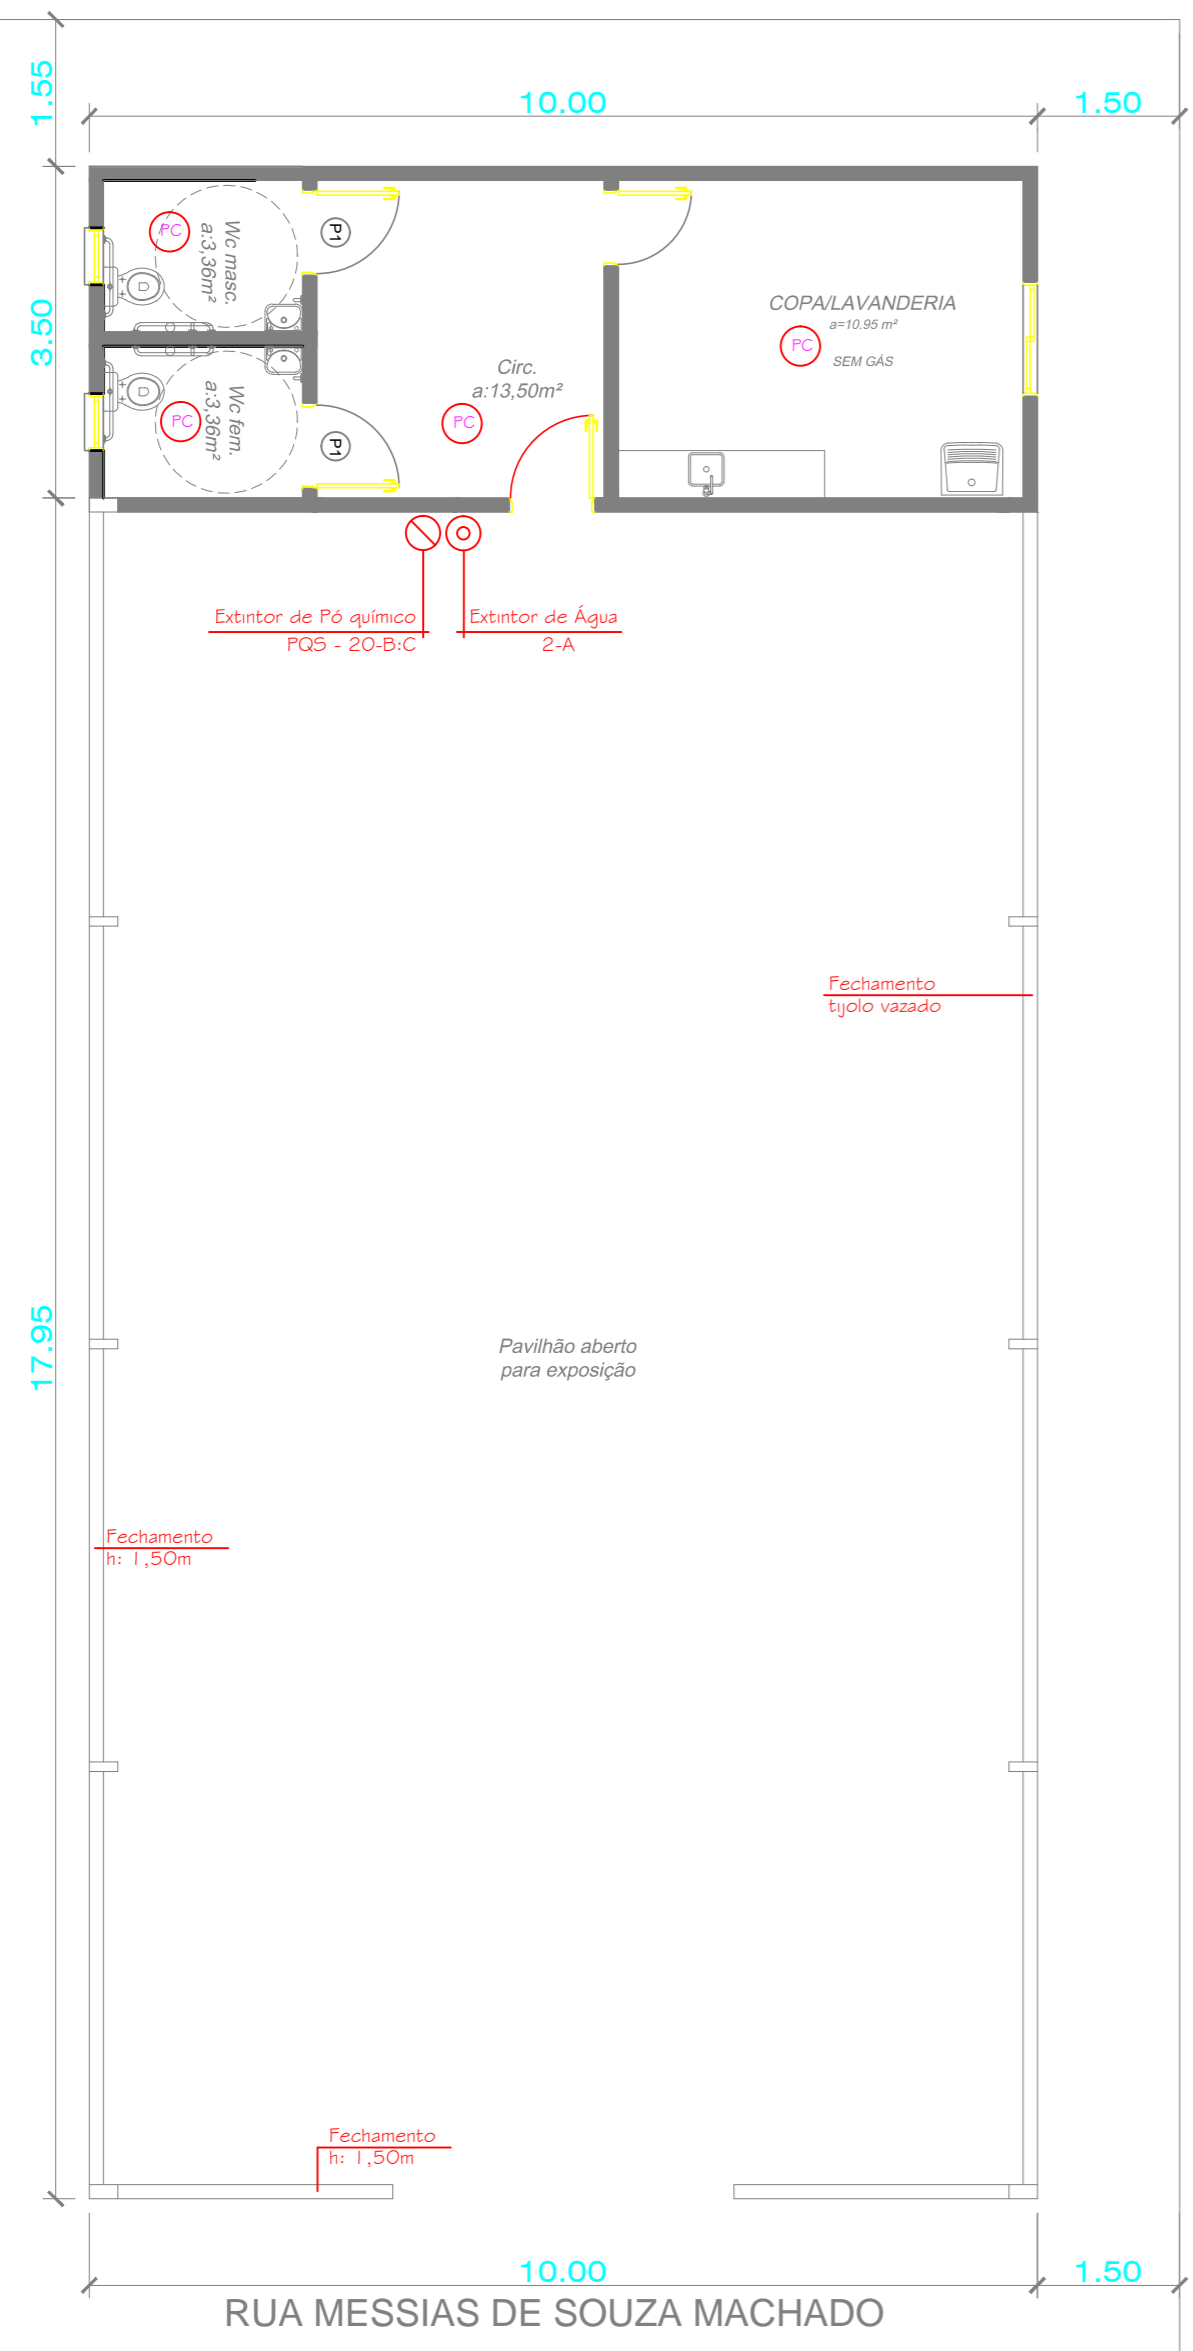 1.55
10.00
1.50
3.50
PC
Wc masc.
a:3,36m²
P1
COPA/LAVANDERIA
a=10.95 m²
PC
SEM GÁS
Circ.
a:13,50m²
PC
PC
Wc fem.
a:3,36m²
P1
Extintor de Pó químico
PQS - 20-B:C
Extintor de Água
2-A
Fechamento
tijolo vazado
17.95
Pavilhão aberto
para exposição
Fechamento
h: 1,50m
Fechamento
h: 1,50m
10.00
1.50
RUA MESSIAS DE SOUZA MACHADO